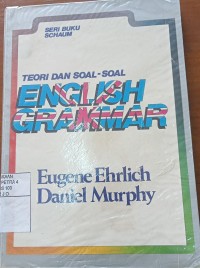 SERI BUKU
SCHAUM
TEORI DAN SOAL-SOAL
ENGLISH
GRAMMAR
Eugene Ehrlich
Daniel Murphy